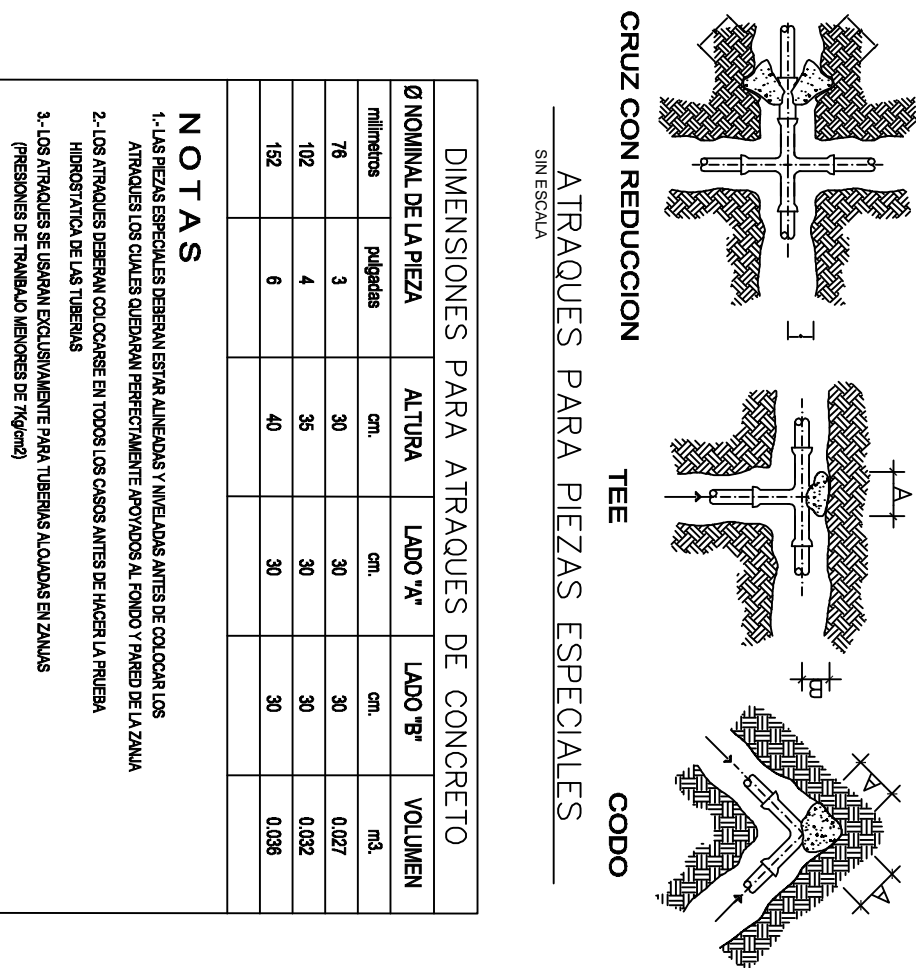 CRUZ CON REDUCCION
TEE
CODO
A
B
A
A
ATRAQUES PARA PIEZAS ESPECIALES
SIN ESCALA
DIMENSIONES PARA ATRAQUES DE CONCRETO
Ø NOMINAL DE LA PIEZA ALTURA LADO "A" LADO "B" VOLUMEN
milimetros pulgadas cm. cm. cm. m3.
76 3 30 30 30 0.027
102 4 35 30 30 0.032
152 6 40 30 30 0.036
NOTAS
1.- LAS PIEZAS ESPECIALES DEBERAN ESTAR ALINEADAS Y NIVELADAS ANTES DE COLOCAR LOS
ATRAQUES LOS CUALES QUEDARAN PERFECTAMENTE APOYADOS AL FONDO Y PARED DE LA ZANJA
2.- LOS ATRAQUES DEBERAN COLOCARSE EN TODOS LOS CASOS ANTES DE HACER LA PRUEBA
HIDROSTATICA DE LAS TUBERIAS
3.- LOS ATRAQUES SE USARAN EXCLUSIVAMENTE PARA TUBERIAS ALOJADAS EN ZANJAS
(PRESIONES DE TRANBAJO MENORES DE 7Kg/cm2)